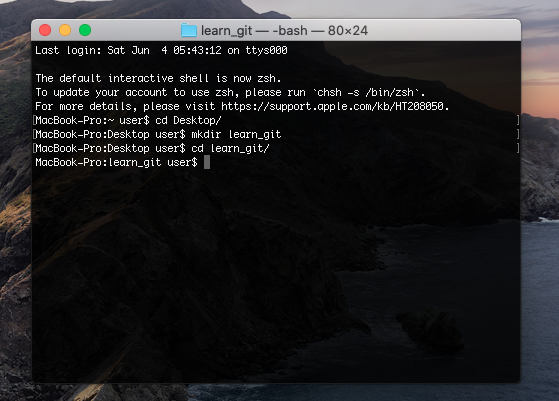 learn_git — -bash — 80×24
Last login: Sat Jun  4 05:43:12 on ttys000
The default interactive shell is now zsh.
To update your account to use zsh, please run `chsh -s /bin/zsh`.
For more details, please visit https://support.apple.com/kb/HT208050.
[MacBook-Pro:~ user$ cd Desktop/ ]
[MacBook-Pro:Desktop user$ mkdir learn_git ]
[MacBook-Pro:Desktop user$ cd learn_git/ ]
MacBook-Pro:learn_git user$